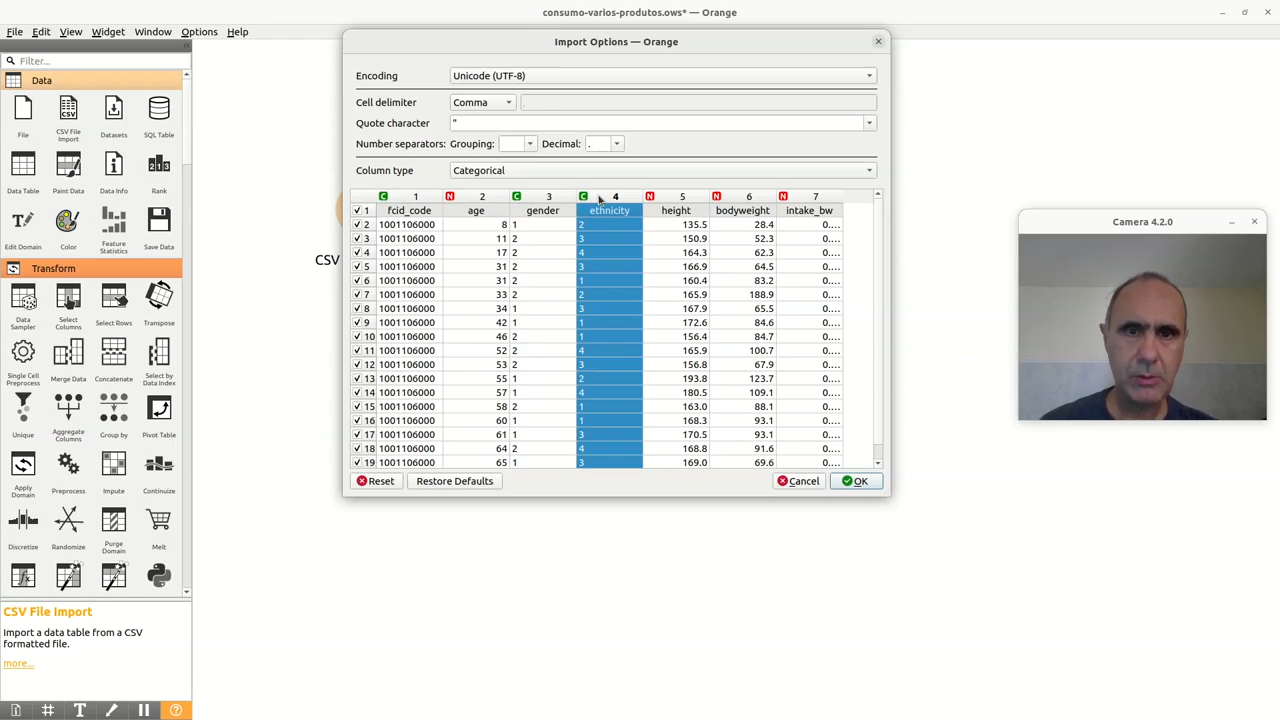 consumo-varios-produtos.ows* — Orange
File Edit View Widget Window Options Help
Filter...
Data
File
CSV File Import
Datasets
SQL Table
Data Table
Paint Data
Data Info
Rank
Edit Domain
Color
Feature Statistics
Save Data
Transform
Data Sampler
Select Columns
Select Rows
Transpose
Single Cell Preprocess
Merge Data
Concatenate
Select by Data Index
Unique
Aggregate Columns
Group by
Pivot Table
Apply Domain
Preprocess
Impute
Continuize
Discretize
Randomize
Purge Domain
Melt
CSV File Import
Import a data table from a CSV
formatted file.
more...
CSV
Import Options — Orange
Encoding Unicode (UTF-8)
Cell delimiter Comma
Quote character "
Number separators: Grouping: Decimal: .
Column type Categorical
C 1 N 2 C 3 C 4 N 5 N 6 N 7
1 fcid_code age gender ethnicity height bodyweight intake_bw
2 1001106000 8 1 2 135.5 28.4 0....
3 1001106000 11 2 3 150.9 52.3 0....
4 1001106000 17 2 4 164.3 62.3 0....
5 1001106000 31 2 3 166.9 64.5 0....
6 1001106000 31 2 1 160.4 83.2 0....
7 1001106000 33 2 2 165.9 188.9 0....
8 1001106000 34 1 3 167.9 65.5 0....
9 1001106000 42 1 1 172.6 84.6 0....
10 1001106000 46 2 1 156.4 84.7 0....
11 1001106000 52 2 4 165.9 100.7 0....
12 1001106000 53 2 3 156.8 67.9 0....
13 1001106000 55 1 2 193.8 123.7 0....
14 1001106000 57 1 4 180.5 109.1 0....
15 1001106000 58 2 1 163.0 88.1 0....
16 1001106000 60 1 1 168.3 93.1 0....
17 1001106000 61 1 3 170.5 93.1 0....
18 1001106000 64 2 4 168.8 91.6 0....
19 1001106000 65 1 3 169.0 69.6 0....
Reset Restore Defaults Cancel OK
Camera 4.2.0